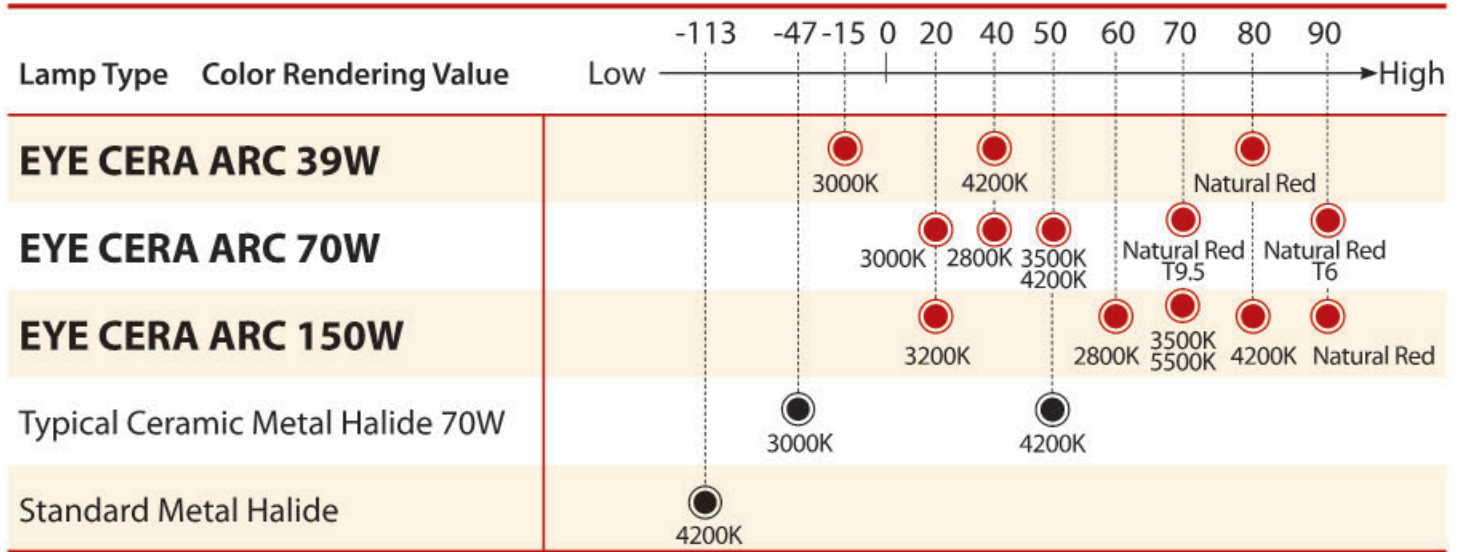 -113 -47 -15 0 20 40 50 60 70 80 90
Lamp Type Color Rendering Value Low High
EYE CERA ARC 39W
3000K 4200K Natural Red
EYE CERA ARC 70W
3000K 2800K 3500K Natural Red Natural Red
4200K T9.5 T6
EYE CERA ARC 150W
3200K 2800K 3500K 4200K Natural Red
5500K
Typical Ceramic Metal Halide 70W
3000K 4200K
Standard Metal Halide
4200K